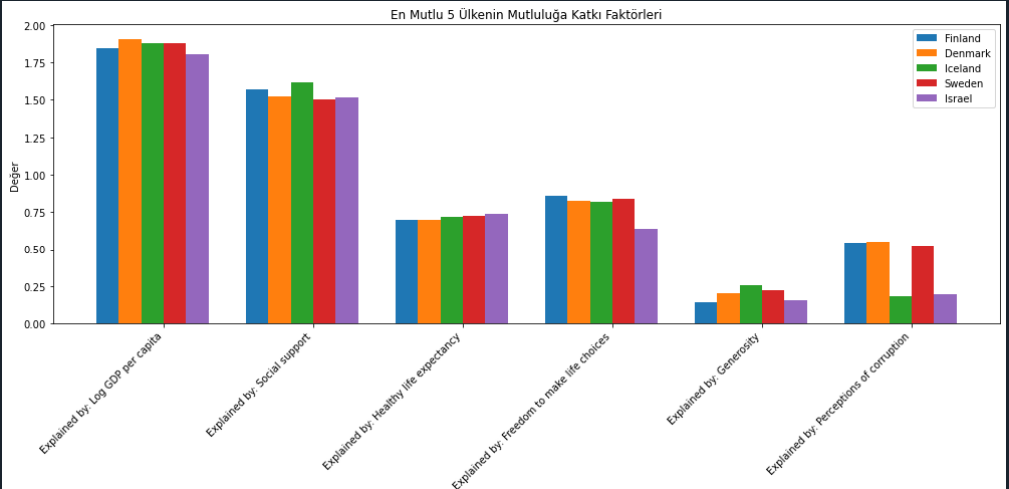 En Mutlu 5 Ülkenin Mutluluğa Katkı Faktörleri
Finland
Denmark
Iceland
Sweden
Israel
Değer
2.00
1.75
1.50
1.25
1.00
0.75
0.50
0.25
0.00
Explained by: Log GDP per capita
Explained by: Social support
Explained by: Healthy life expectancy
Explained by: Freedom to make life choices
Explained by: Generosity
Explained by: Perceptions of corruption